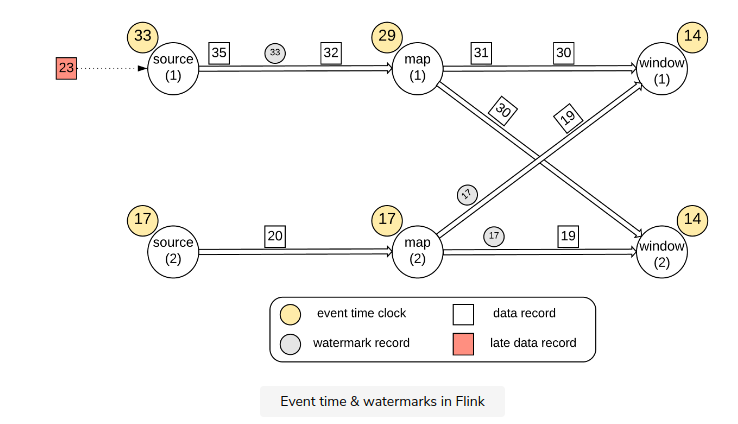 33
29
14
35
33
32
31
30
23
source
(1)
map
(1)
window
(1)
30
19
17
17
17
14
20
17
19
source
(2)
map
(2)
window
(2)
event time clock
data record
watermark record
late data record
Event time & watermarks in Flink